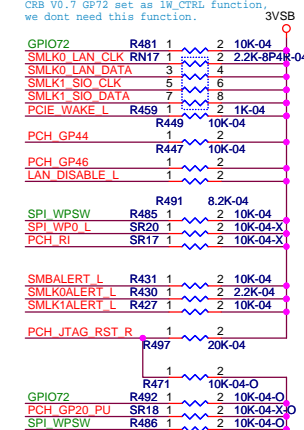 CRB V0.7 GP72 set as 1W_CTRL function,
we dont need this function.
3VSB
GPIO72 R481 1 2 10K-04
SMLK0_LAN_CLK RN17 1 2 2.2K-8P4R-04
SMLK0_LAN_DATA 3 4
SMLK1_SIO_CLK 5 6
SMLK1_SIO_DATA 7 8
PCIE_WAKE_L R459 1 2 1K-04
R449 10K-04
PCH_GP44 1 2
R447 10K-04
PCH_GP46 1 2
LAN_DISABLE_L 1 2
R491 8.2K-04
SPI_WPSW R485 1 2 10K-04
SPI_WP0_L SR20 1 2 10K-04-X
PCH_RI SR17 1 2 10K-04-X
SMBALERT_L R431 1 2 10K-04
SMLK0ALERT_L R430 1 2 2.2K-04
SMLK1ALERT_L R427 1 2 10K-04
PCH_JTAG_RST_R 1 2
R497 20K-04
1 2
R471 10K-04-O
GPIO72 R492 1 2 10K-04-O
PCH_GP20_PU SR18 1 2 10K-04-X-O
SPI_WPSW R486 1 2 10K-04-O